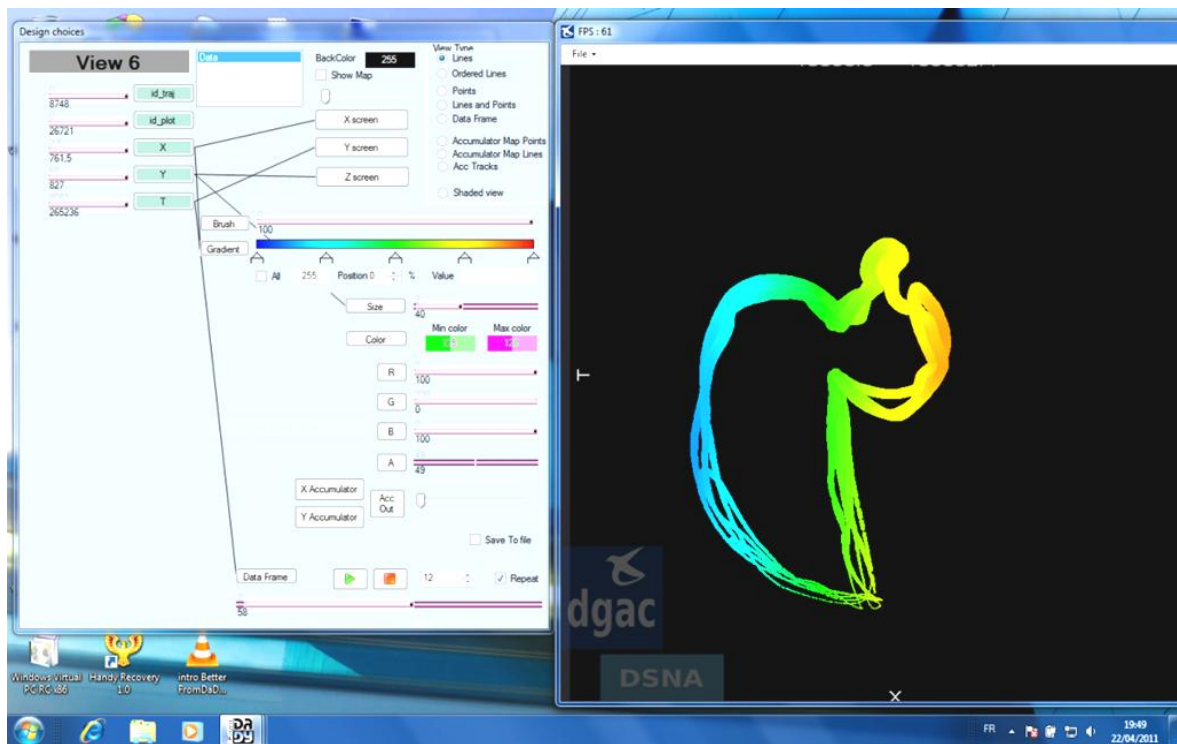 Design choices
View 6
Data
BackColor 255
Show Map
View Type
Lines
Ordered Lines
Points
Lines and Points
Data Frame
Accumulator Map Points
Accumulator Map Lines
Acc Tracks
Shaded view
id_traj
8748
id_plot
26721
X
761.5
Y
827
T
265236
X screen
Y screen
Z screen
Brush
100
Gradient
All 255 Position 0 % Value
Size
40
Color
Min color Max color
R
100
G
0
B
100
A
49
X Accumulator
Y Accumulator
Acc
Out
Save To file
Data Frame
12
Repeat
58
FPS : 61
File
T
X
dgac
DSNA
Windows Virtual
PC RC x86
Handy Recovery
1.0
intro Better
FromDaD...
DA
DY
FR
19:49
22/04/2011